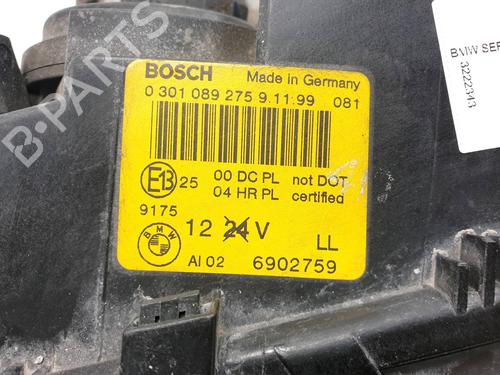 BOSCH Made in Germany
0 301 089 275 9.11.99 081
E13 25 00 DC PL not DOT
04 HR PL certified
9175
BMW 12 24 V LL
AI 02 6902759
BMW SER
3222343
B-PARTS